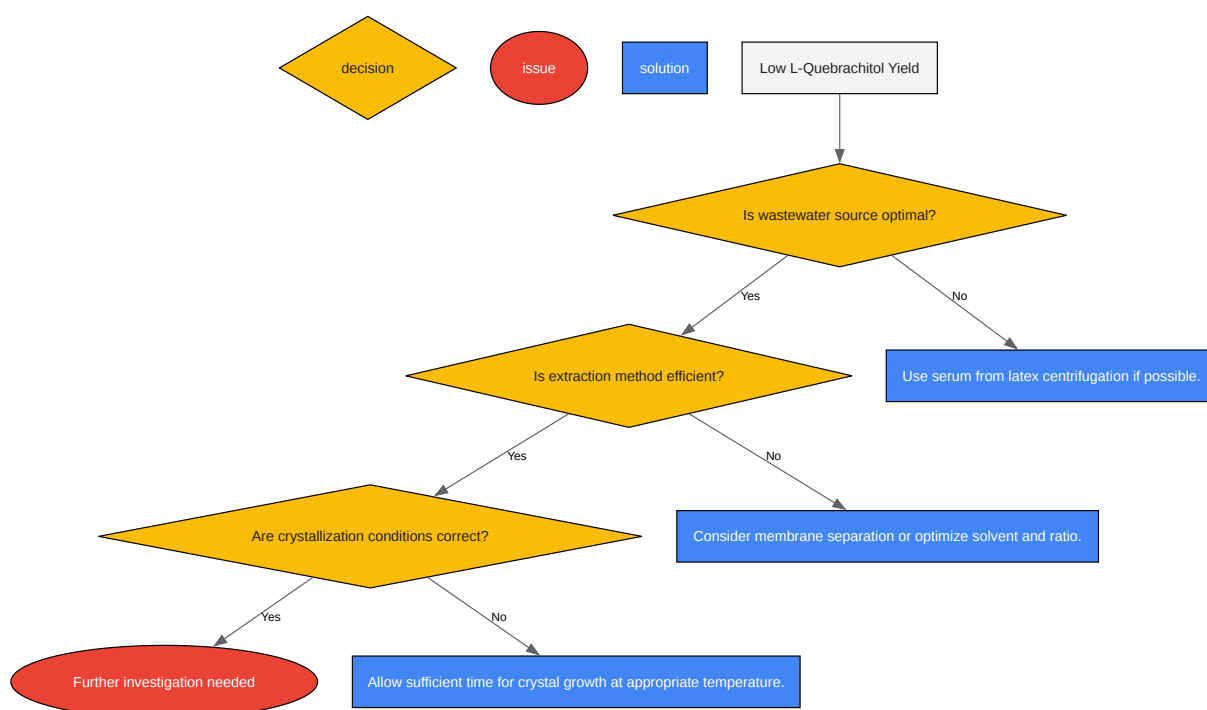 decision
issue
solution
Low L-Quebrachitol Yield
Is wastewater source optimal?
Yes
No
Is extraction method efficient?
Use serum from latex centrifugation if possible.
Yes
No
Are crystallization conditions correct?
Consider membrane separation or optimize solvent and ratio.
Yes
No
Further investigation needed
Allow sufficient time for crystal growth at appropriate temperature.